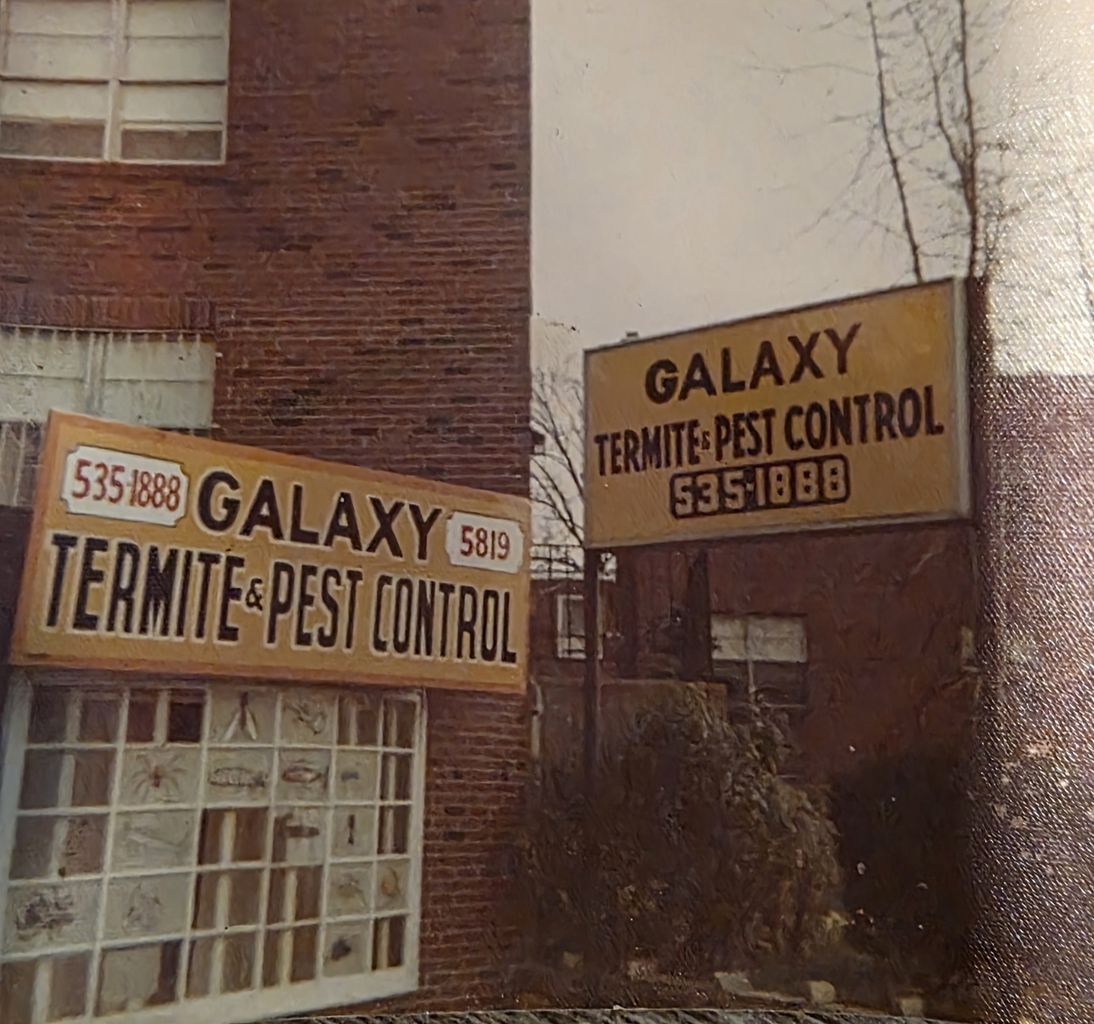 535-1888 GALAXY 5819
TERMITE & PEST CONTROL
GALAXY
TERMITE & PEST CONTROL
535-1888